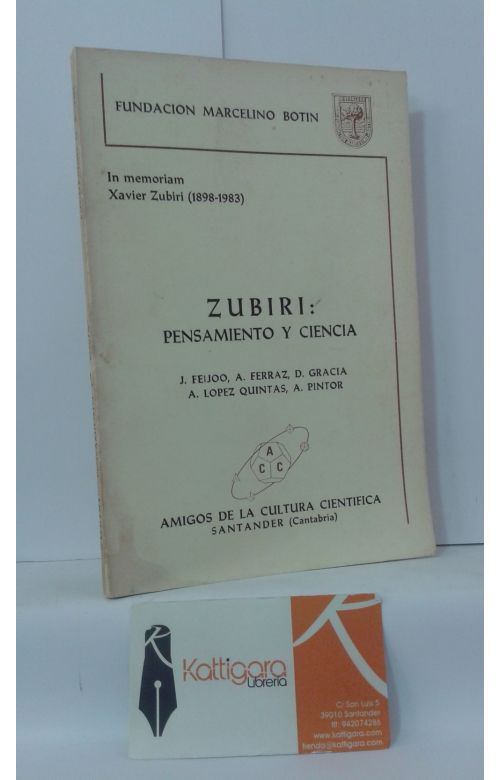 FUNDACION MARCELINO BOTIN
In memoriam
Xavier Zubiri (1898-1983)
ZUBIRI:
PENSAMIENTO Y CIENCIA
J. FEIJOO, A. FERRAZ, D. GRACIA
A. LOPEZ QUINTAS, A. PINTOR
A
C C
AMIGOS DE LA CULTURA CIENTIFICA
SANTANDER (Cantabria)
Kattigara
Librería
C/ San Luis 5
39010 Santander
tlf: 942074286
www.kattigara.com
tienda@kattigara.com